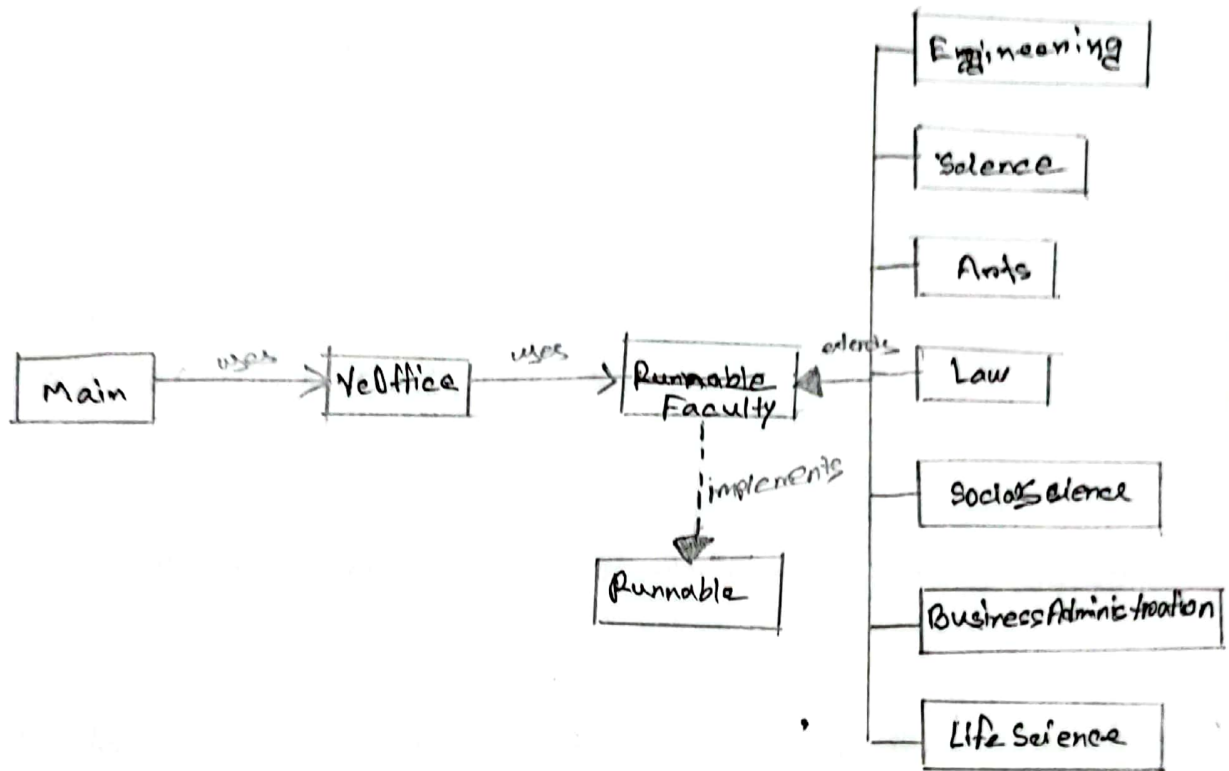 Engineering
Science
Arts
uses
uses
extends
Main
VcOffice
Runnable
Faculty
Law
implements
SocialScience
Runnable
BusinessAdministration
Life Science